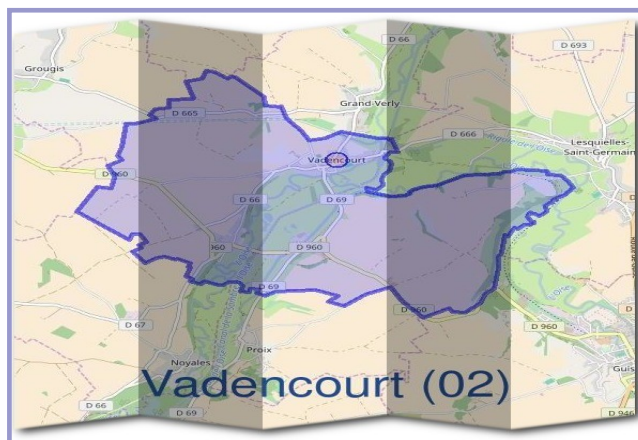 D 66
D 693
Grougis
Grand-Verly
D 665
D 666
Lesquielles-
Saint-Germain
Vadencourt
D 960
D 66
D 69
D 960
D 69
D 960
D 67
D 960
Proix
Noyales
Vadencourt (02)
D 66
D 69